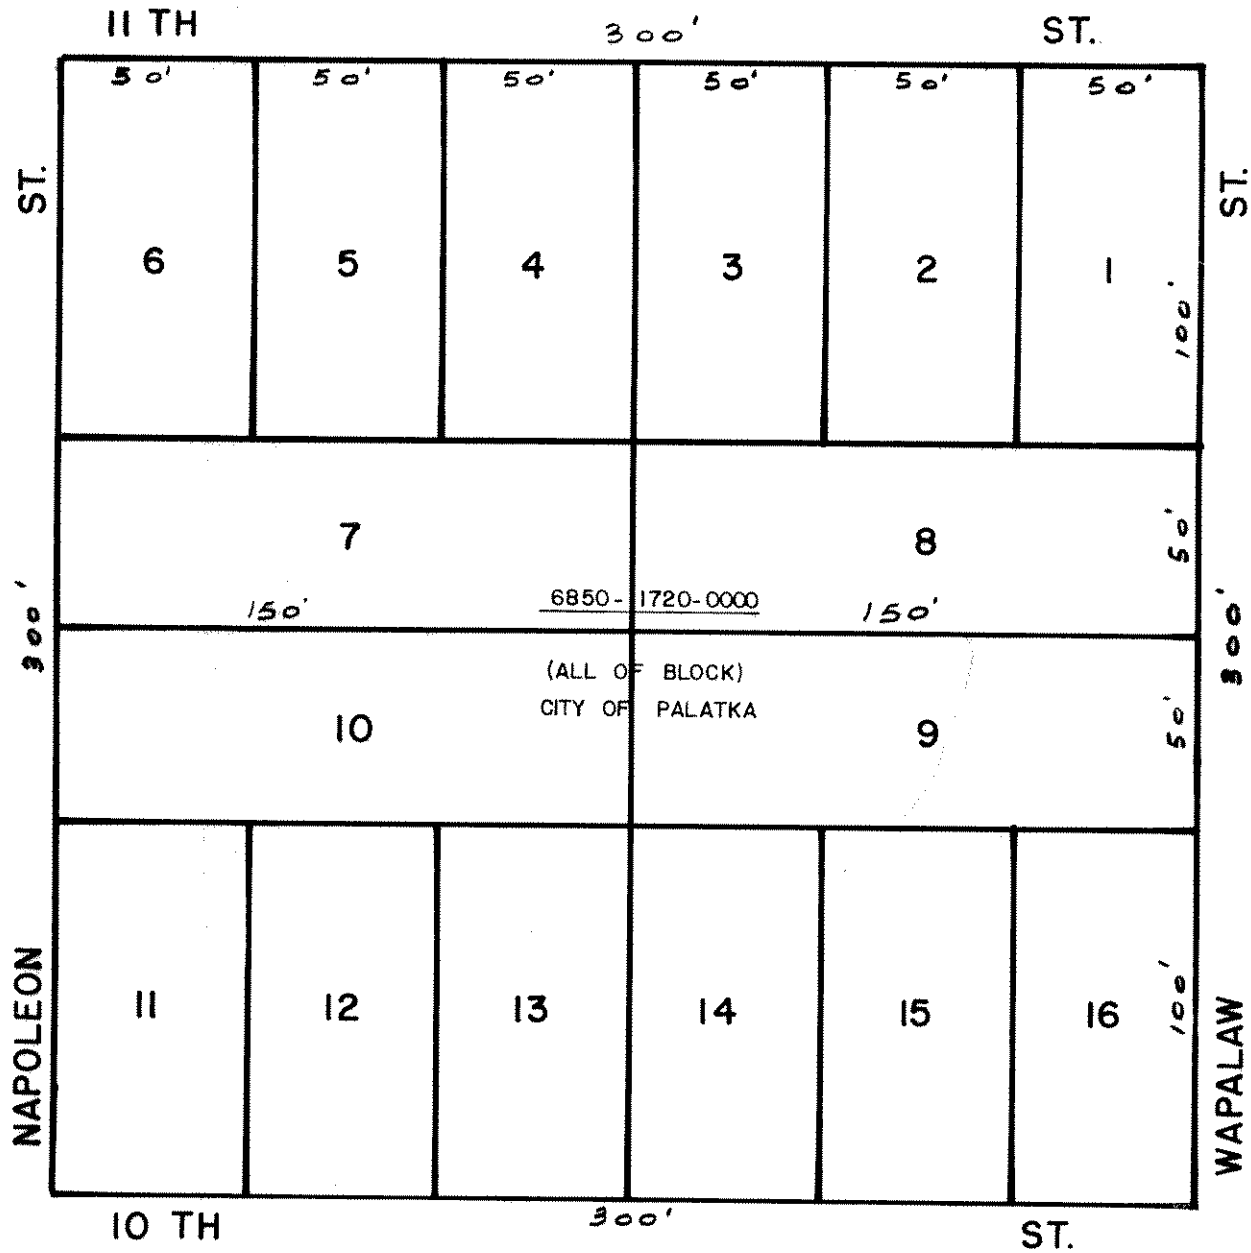 11 TH 300' ST.
50' 50' 50' 50' 50' 50'
ST. ST.
6 5 4 3 2 1
100'
7 8
50'
150' 6850-1720-0000 150'
300' 300'
(ALL OF BLOCK)
CITY OF PALATKA
10 9
50'
11 12 13 14 15 16
100'
NAPOLEON WAPALAW
10 TH 300' ST.